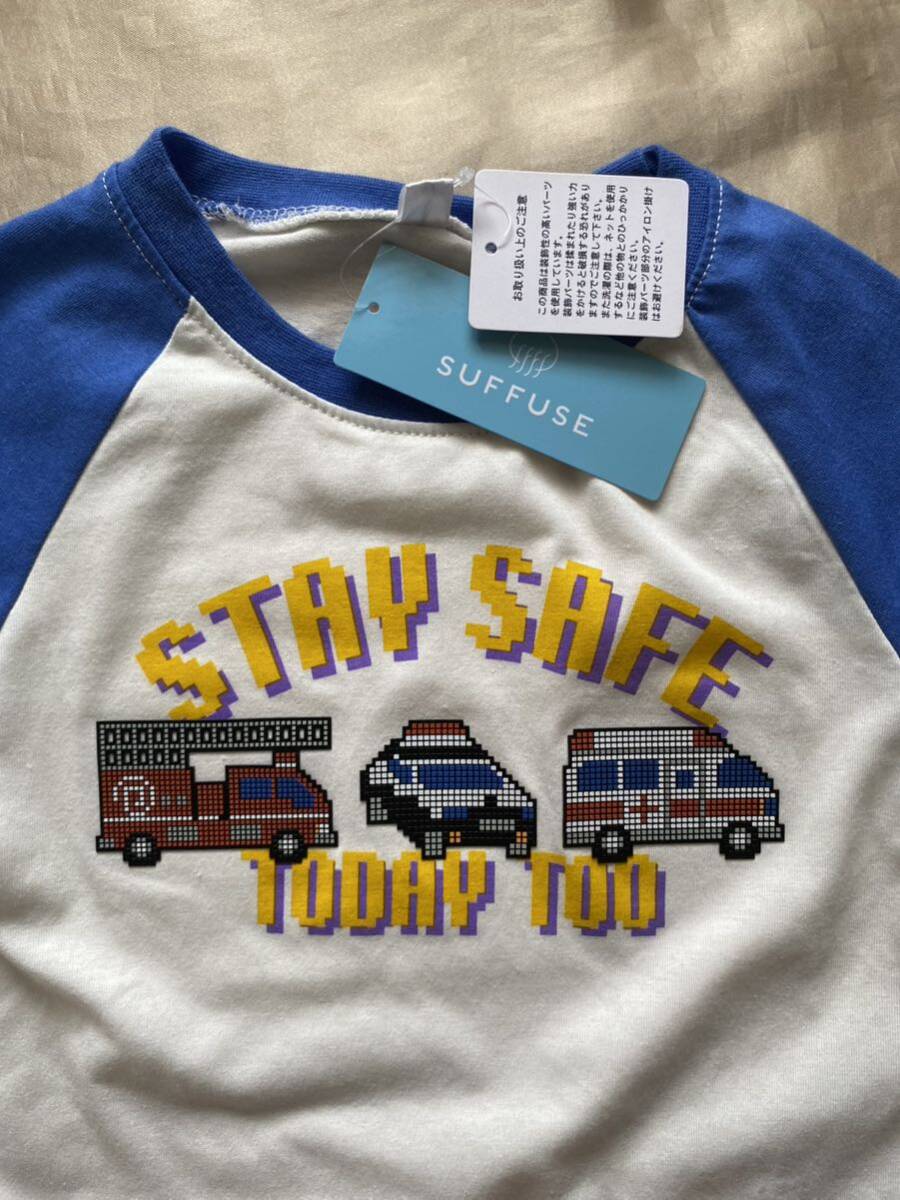 お取り扱い上のご注意
この商品は装飾性の高いパーツ
を使用しています。
装飾パーツは揉まれたり強い力
をかけると破損する恐れがあり
ますのでご注意して下さい。
また洗濯の際は、ネットを使用
するなど他の物とのひっかかり
にご注意ください。
装飾パーツ部分のアイロン掛け
はお避けください。
SUFFUSE
STAY SAFE
TODAY TOO